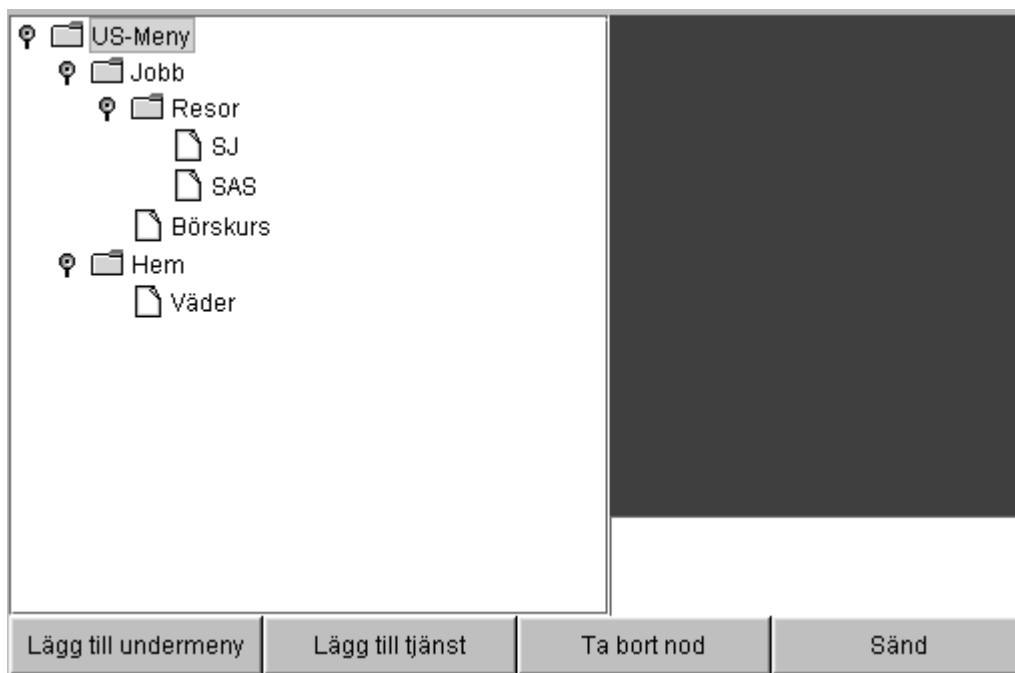 US-Meny
Jobb
Resor
SJ
SAS
Börskurs
Hem
Väder
Lägg till undermeny Lägg till tjänst Ta bort nod Sänd